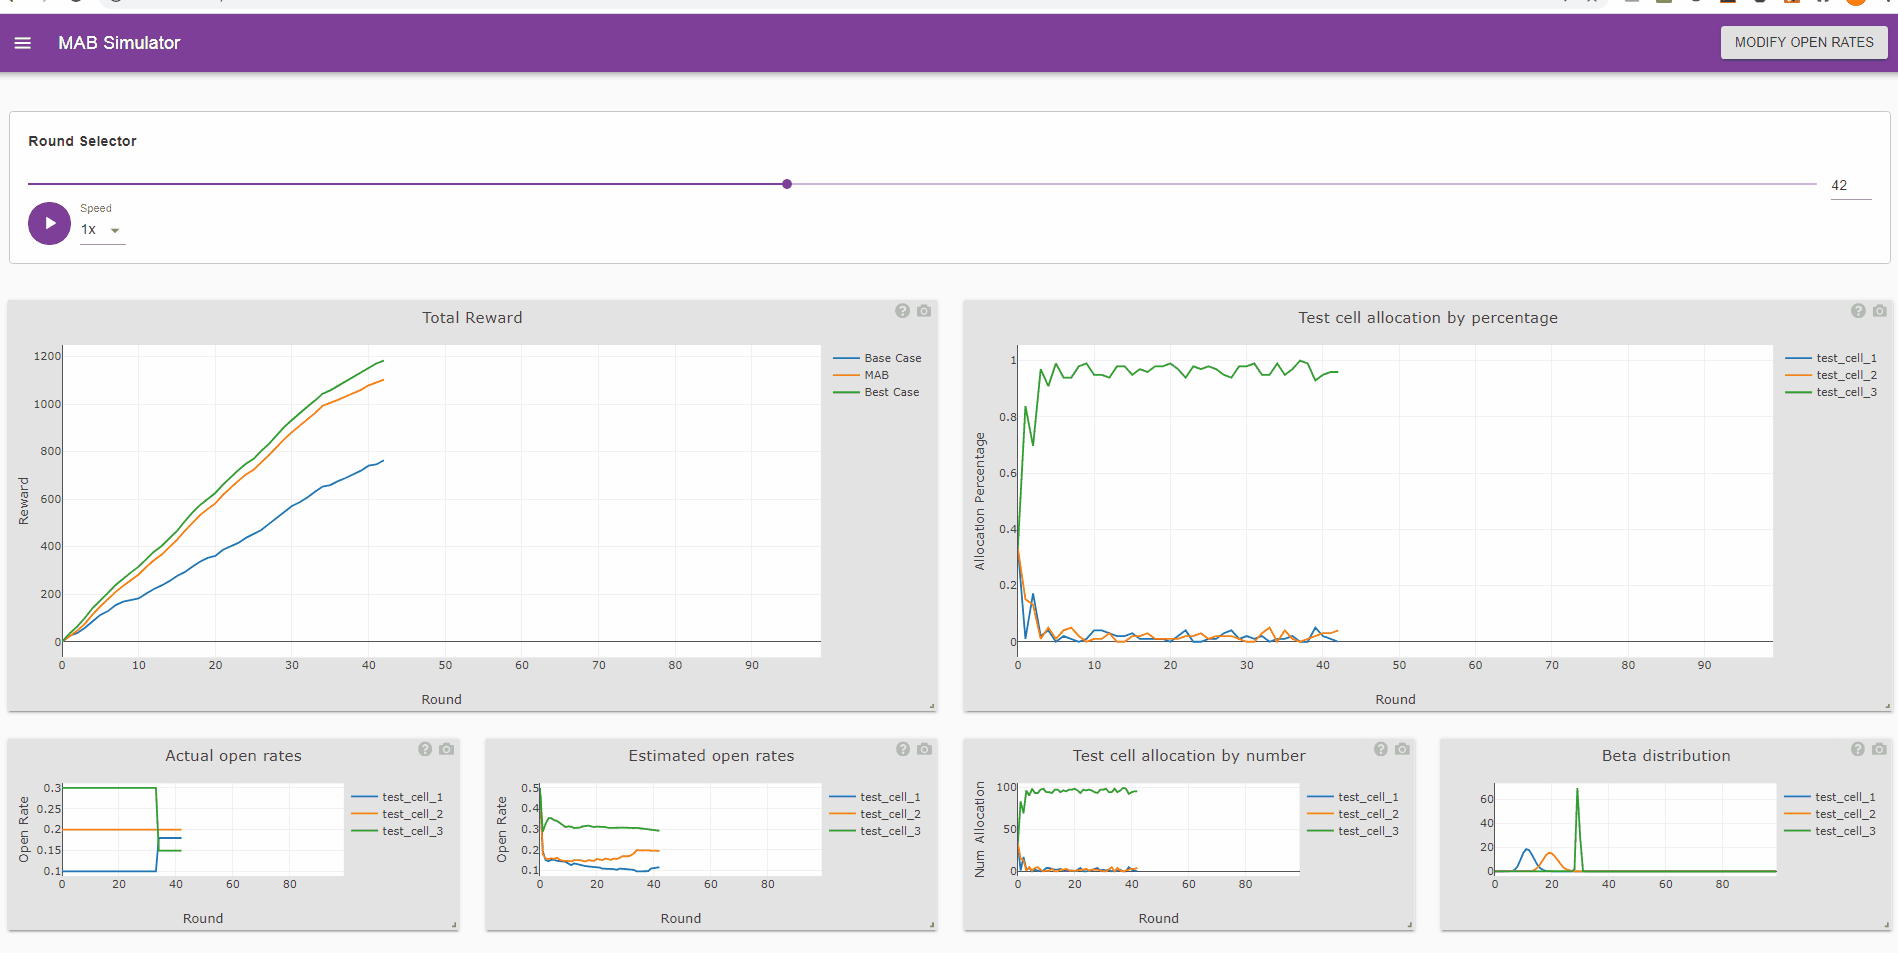 MAB Simulator
MODIFY OPEN RATES
Round Selector
42
Speed
1x
Total Reward
1200
1000
800
600
400
200
0
Reward
0 10 20 30 40 50 60 70 80 90
Round
Base Case
MAB
Best Case
Test cell allocation by percentage
1
0.8
0.6
0.4
0.2
0
Allocation Percentage
0 10 20 30 40 50 60 70 80 90
Round
test_cell_1
test_cell_2
test_cell_3
Actual open rates
0.3
0.25
0.2
0.15
0.1
Open Rate
0 20 40 60 80
Round
test_cell_1
test_cell_2
test_cell_3
Estimated open rates
0.5
0.4
0.3
0.2
0.1
Open Rate
0 20 40 60 80
Round
test_cell_1
test_cell_2
test_cell_3
Test cell allocation by number
100
50
0
Num Allocation
0 20 40 60 80
Round
test_cell_1
test_cell_2
test_cell_3
Beta distribution
60
40
20
0
0 20 40 60 80
test_cell_1
test_cell_2
test_cell_3